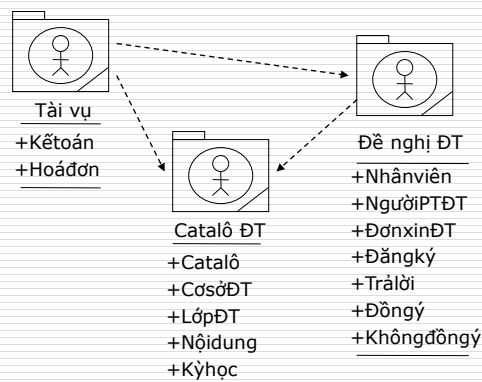 Tài vụ
+Kếtoán
+Hoáđơn
Catalô ĐT
+Catalô
+CơsởĐT
+LớpĐT
+Nộidung
+Kỳhọc
Đề nghị ĐT
+Nhânviên
+NgườiPTĐT
+ĐơnxinĐT
+Đăngký
+Trảlời
+Đồngý
+Khôngđồngý